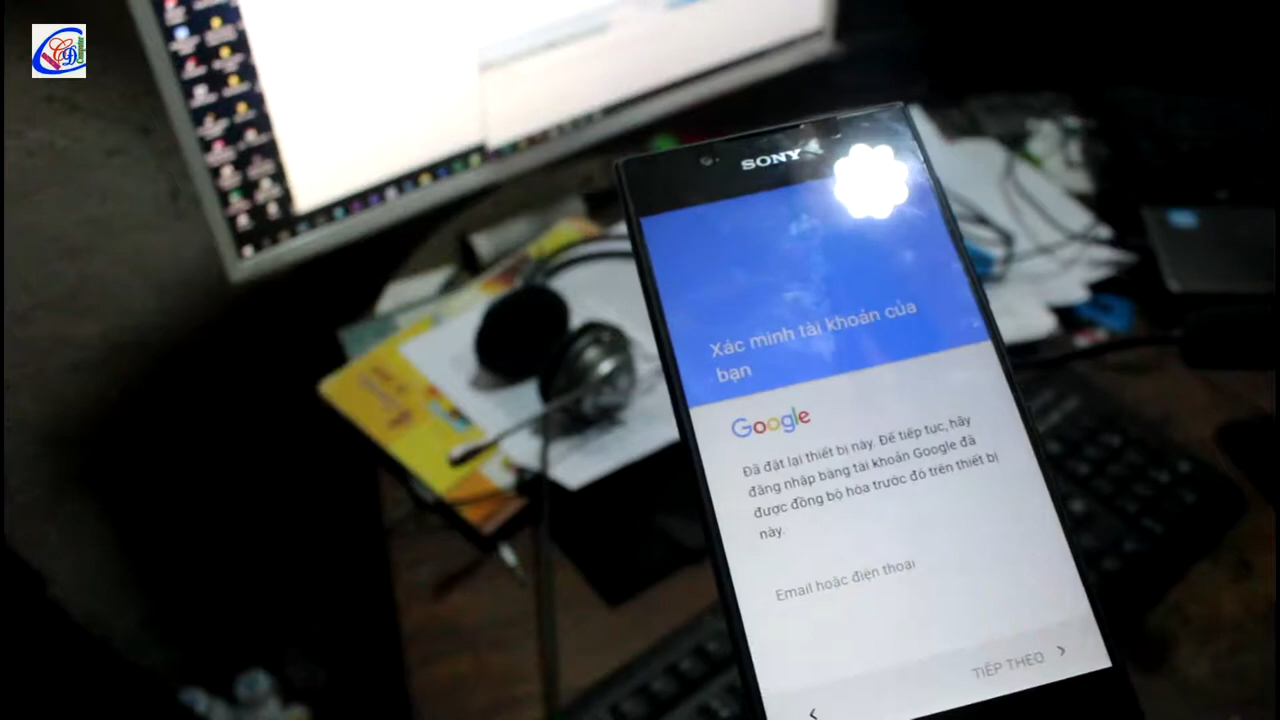 SONY
Xác minh tài khoản của
bạn
Google
Đã đặt lại thiết bị này. Để tiếp tục, hãy
đăng nhập bằng tài khoản Google đã
được đồng bộ hóa trước đó trên thiết bị
này.
Email hoặc điện thoại
TIẾP THEO